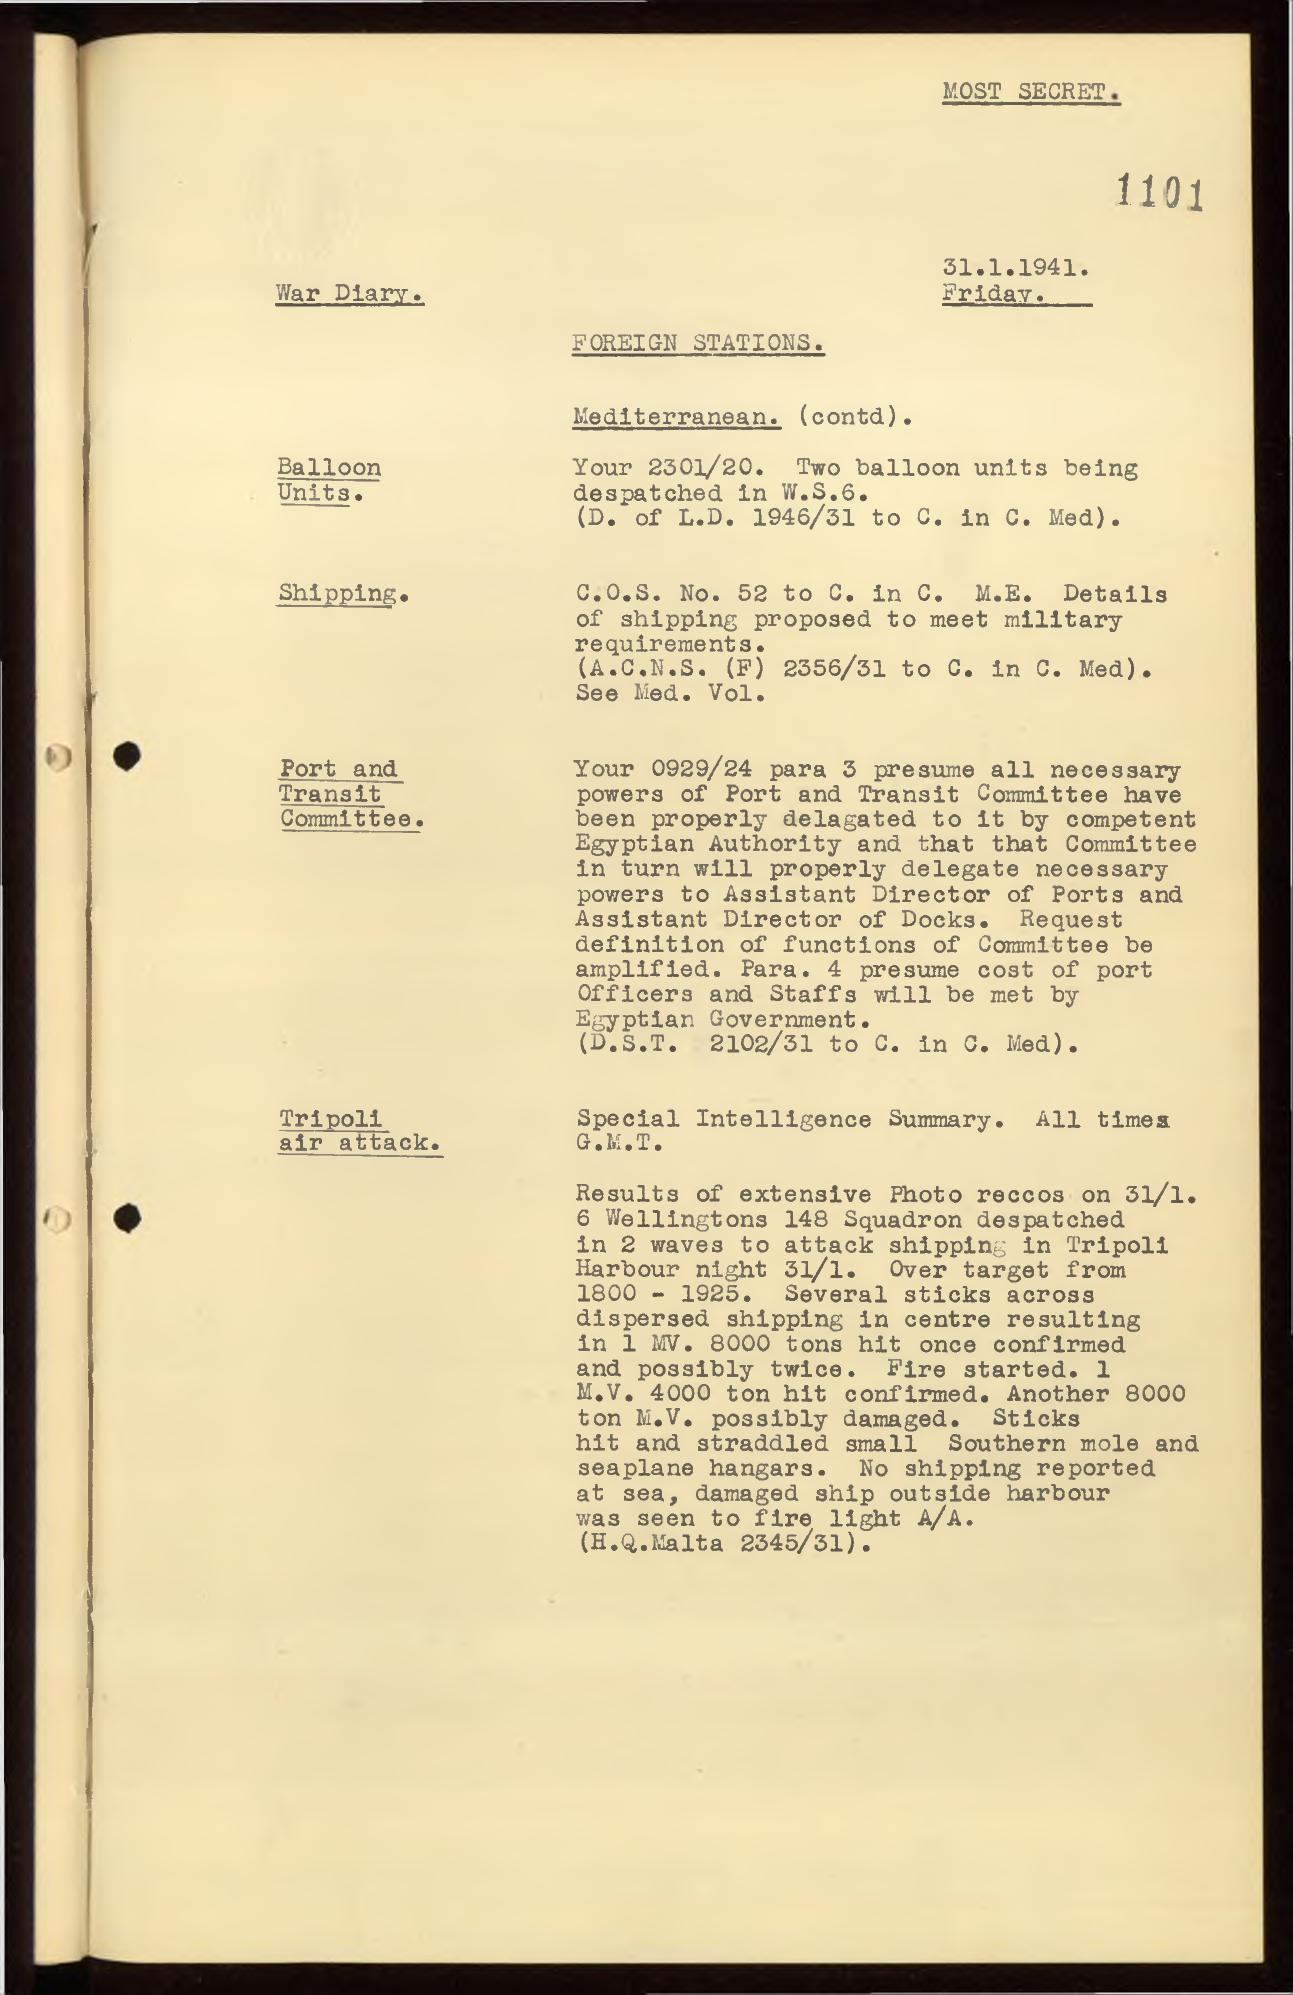 MOST SECRET.
1101
31.1.1941.
War Diary.
Friday.
FOREIGN STATIONS.
Mediterranean. (contd).
Balloon
Units.
Your 2301/20. Two balloon units being
despatched in W.S.6.
(D. of L.D. 1946/31 to C. in C. Med).
Shipping.
C.O.S. No. 52 to C. in C. M.E. Details
of shipping proposed to meet military
requirements.
(A.C.N.S. (F) 2356/31 to C. in C. Med).
See Med. Vol.
Port and
Transit
Committee.
Your 0929/24 para 3 presume all necessary
powers of Port and Transit Committee have
been properly delagated to it by competent
Egyptian Authority and that that Committee
in turn will properly delegate necessary
powers to Assistant Director of Ports and
Assistant Director of Docks. Request
definition of functions of Committee be
amplified. Para. 4 presume cost of port
Officers and Staffs will be met by
Egyptian Government.
(D.S.T. 2102/31 to C. in C. Med).
Tripoli
air attack.
Special Intelligence Summary. All times
G.M.T.
Results of extensive Photo reccos on 31/1.
6 Wellingtons 148 Squadron despatched
in 2 waves to attack shipping in Tripoli
Harbour night 31/1. Over target from
1800 - 1925. Several sticks across
dispersed shipping in centre resulting
in 1 MV. 8000 tons hit once confirmed
and possibly twice. Fire started. 1
M.V. 4000 ton hit confirmed. Another 8000
ton M.V. possibly damaged. Sticks
hit and straddled small Southern mole and
seaplane hangars. No shipping reported
at sea, damaged ship outside harbour
was seen to fire light A/A.
(H.Q.Malta 2345/31).